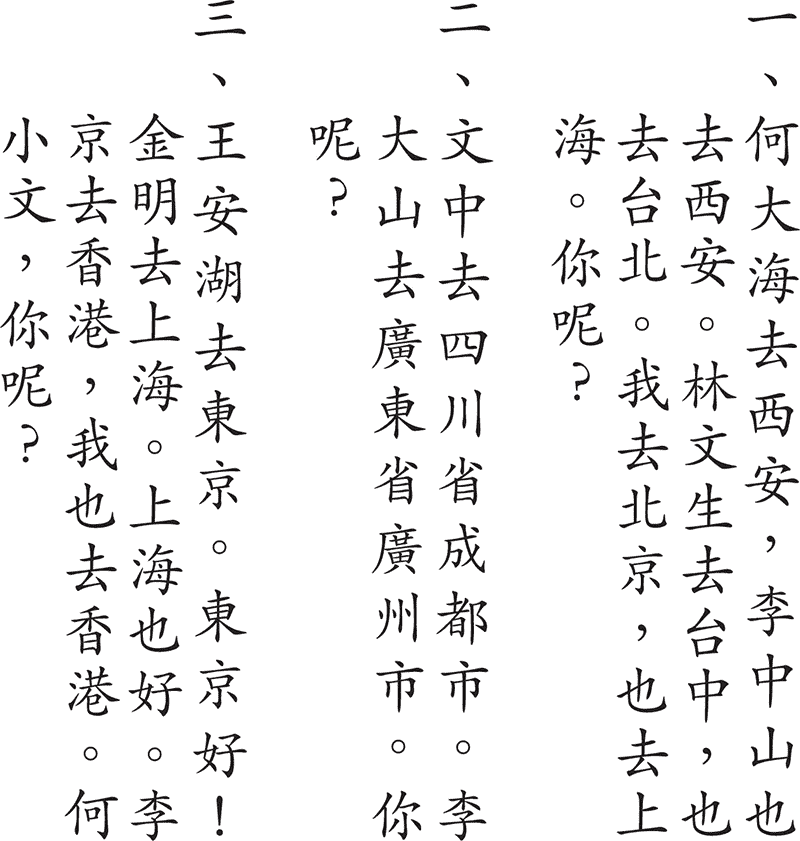 一、何大海去西安，李中山也
去西安。林文生去台中，也
去台北。我去北京，也去上
海。你呢？
二、文中去四川省成都市。李
大山去廣東省廣州市。你
呢？
三、王安湖去東京。東京好！
金明去上海。上海也好。李
京去香港，我也去香港。何
小文，你呢？